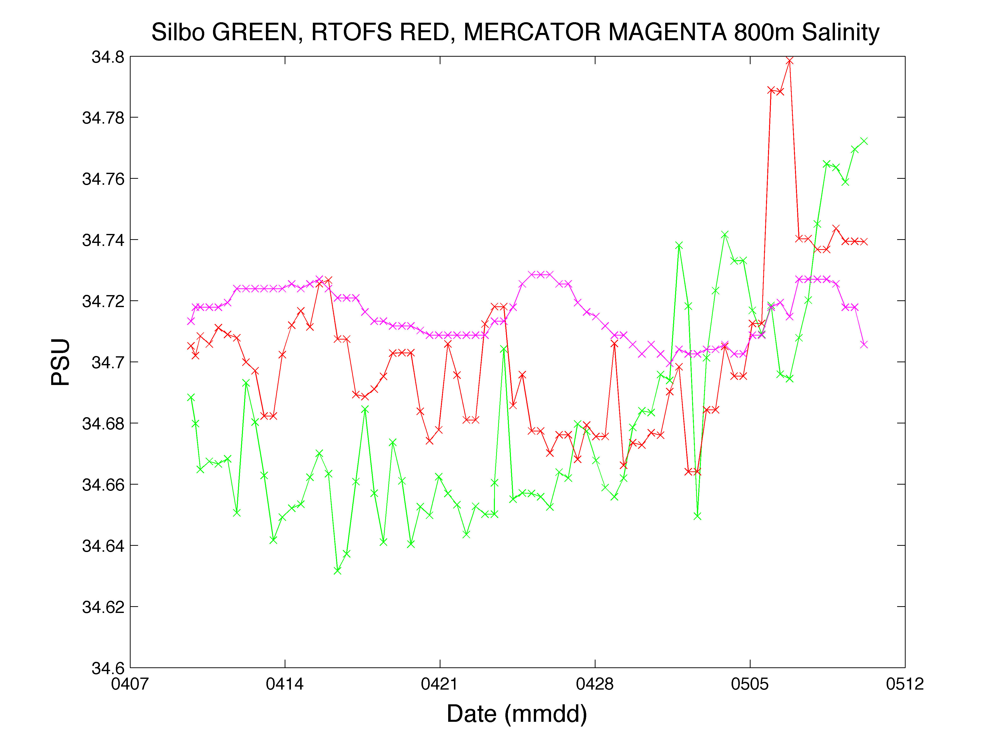 Silbo GREEN, RTOFS RED, MERCATOR MAGENTA 800m Salinity
34.8
34.78
34.76
34.74
34.72
34.7
34.68
34.66
34.64
34.62
34.6
PSU
0407 0414 0421 0428 0505 0512
Date (mmdd)